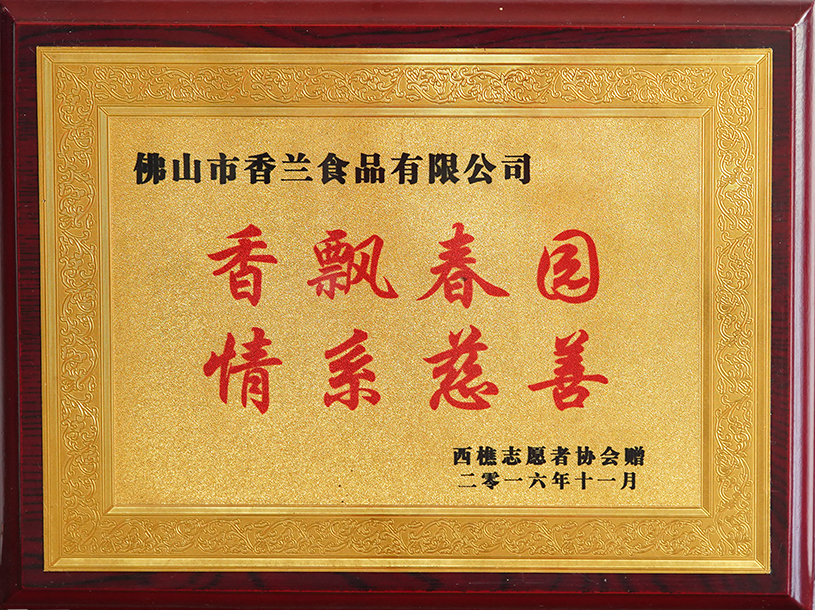 佛山市香兰食品有限公司
香飘春园
情系慈善
西樵志愿者协会赠
二零一六年十一月